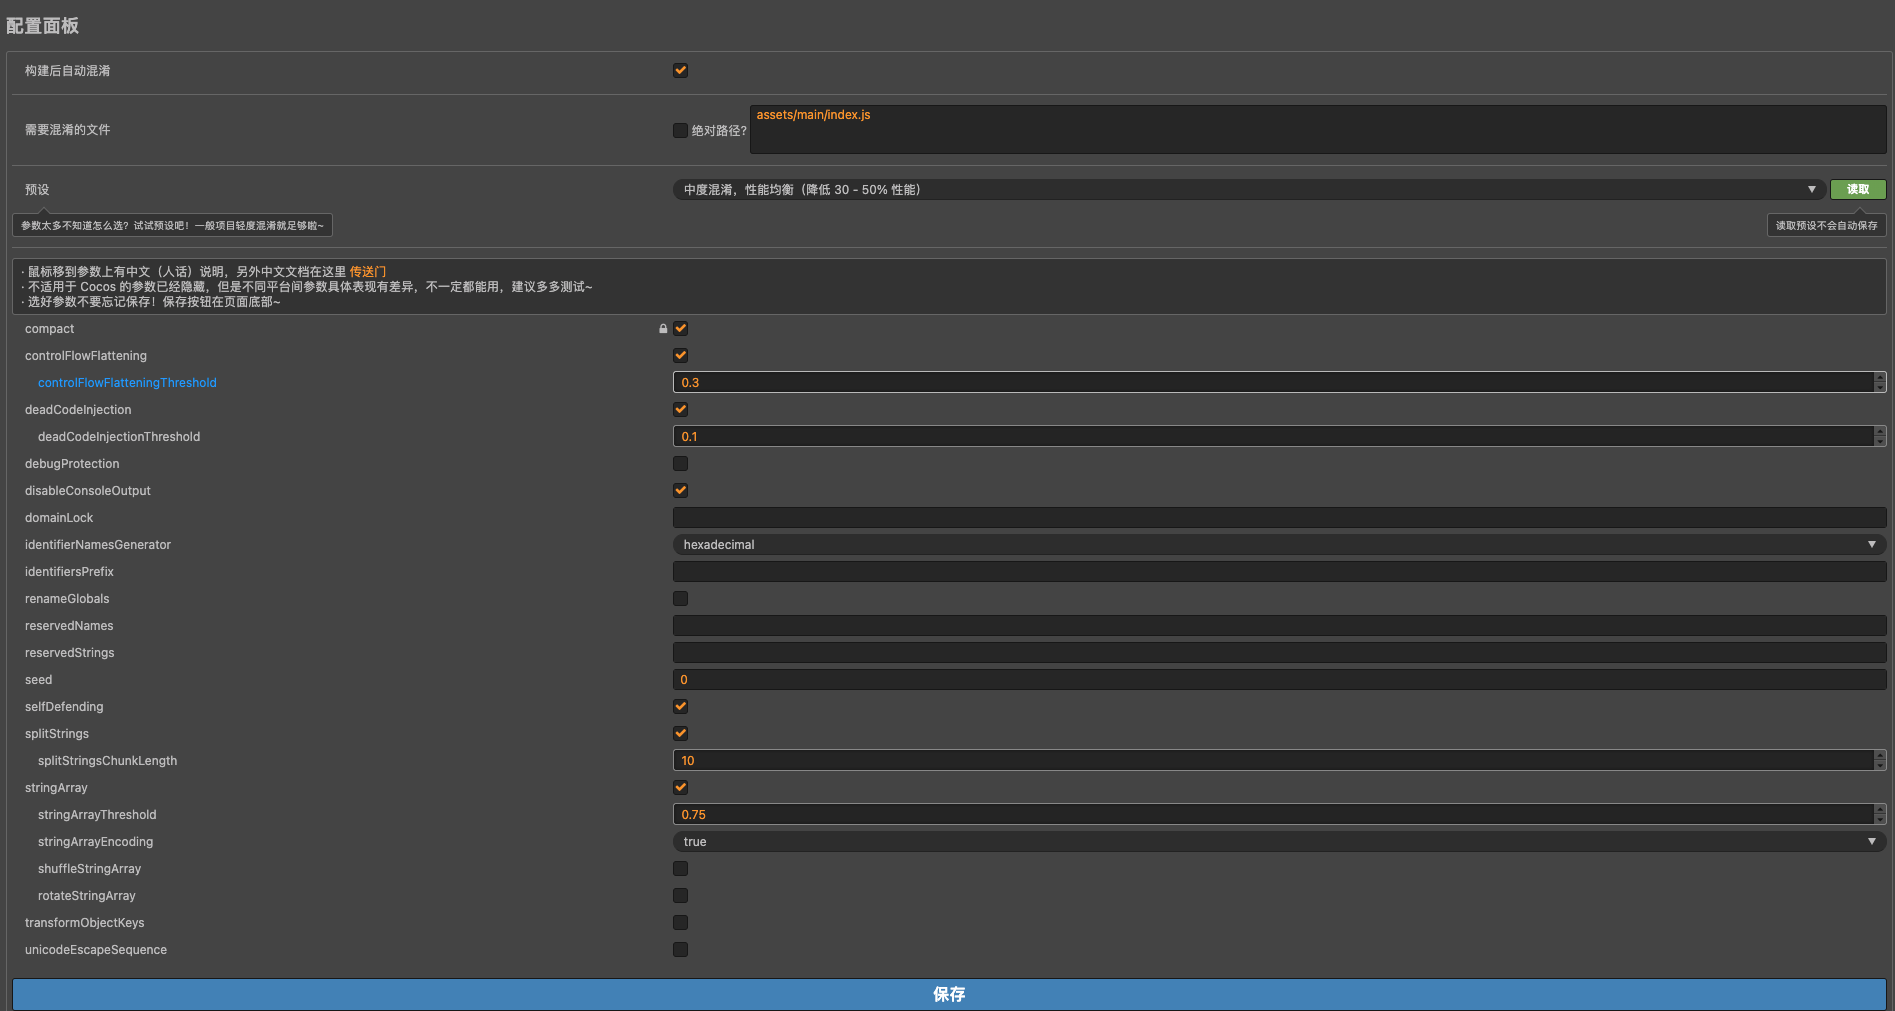 配置面板
构建后自动混淆
需要混淆的文件
绝对路径?
assets/main/index.js
预设
中度混淆，性能均衡（降低 30 - 50% 性能）
读取
参数太多不知道怎么选？试试预设吧！一般项目轻度混淆就足够啦~
读取预设不会自动保存
· 鼠标移到参数上有中文（人话）说明，另外中文文档在这里 传送门
· 不适用于 Cocos 的参数已经隐藏，但是不同平台间参数具体表现有差异，不一定都能用，建议多多测试~
· 选好参数不要忘记保存！保存按钮在页面底部~
compact
controlFlowFlattening
controlFlowFlatteningThreshold
0.3
deadCodeInjection
deadCodeInjectionThreshold
0.1
debugProtection
disableConsoleOutput
domainLock
identifierNamesGenerator
hexadecimal
identifiersPrefix
renameGlobals
reservedNames
reservedStrings
seed
0
selfDefending
splitStrings
splitStringsChunkLength
10
stringArray
stringArrayThreshold
0.75
stringArrayEncoding
true
shuffleStringArray
rotateStringArray
transformObjectKeys
unicodeEscapeSequence
保存